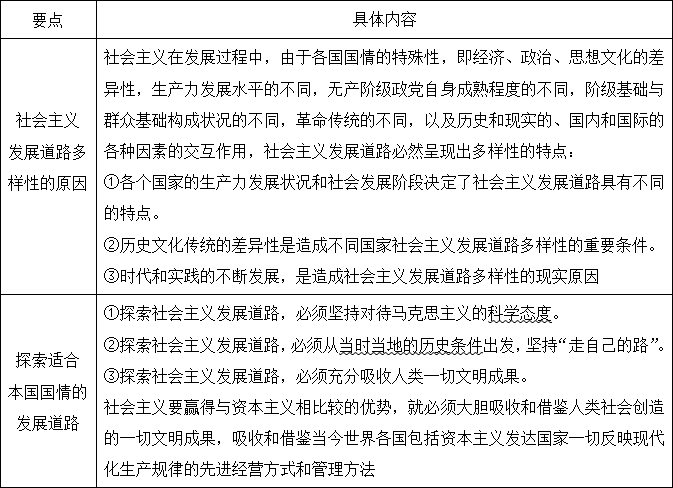 要点
具体内容
社会主义
发展道路多
样性的原因
社会主义在发展过程中，由于各国国情的特殊性，即经济、政治、思想文化的差
异性，生产力发展水平的不同，无产阶级政党自身成熟程度的不同，阶级基础与
群众基础构成状况的不同，革命传统的不同，以及历史和现实的、国内和国际的
各种因素的交互作用，社会主义发展道路必然呈现出多样性的特点：
①各个国家的生产力发展状况和社会发展阶段决定了社会主义发展道路具有不同
的特点。
②历史文化传统的差异性是造成不同国家社会主义发展道路多样性的重要条件。
③时代和实践的不断发展，是造成社会主义发展道路多样性的现实原因
探索适合
本国国情的
发展道路
①探索社会主义发展道路，必须坚持对待马克思主义的科学态度。
②探索社会主义发展道路，必须从当时当地的历史条件出发，坚持“走自己的路”。
③探索社会主义发展道路，必须充分吸收人类一切文明成果。
社会主义要赢得与资本主义相比较的优势，就必须大胆吸收和借鉴人类社会创造
的一切文明成果，吸收和借鉴当今世界各国包括资本主义发达国家一切反映现代
化生产规律的先进经营方式和管理方法